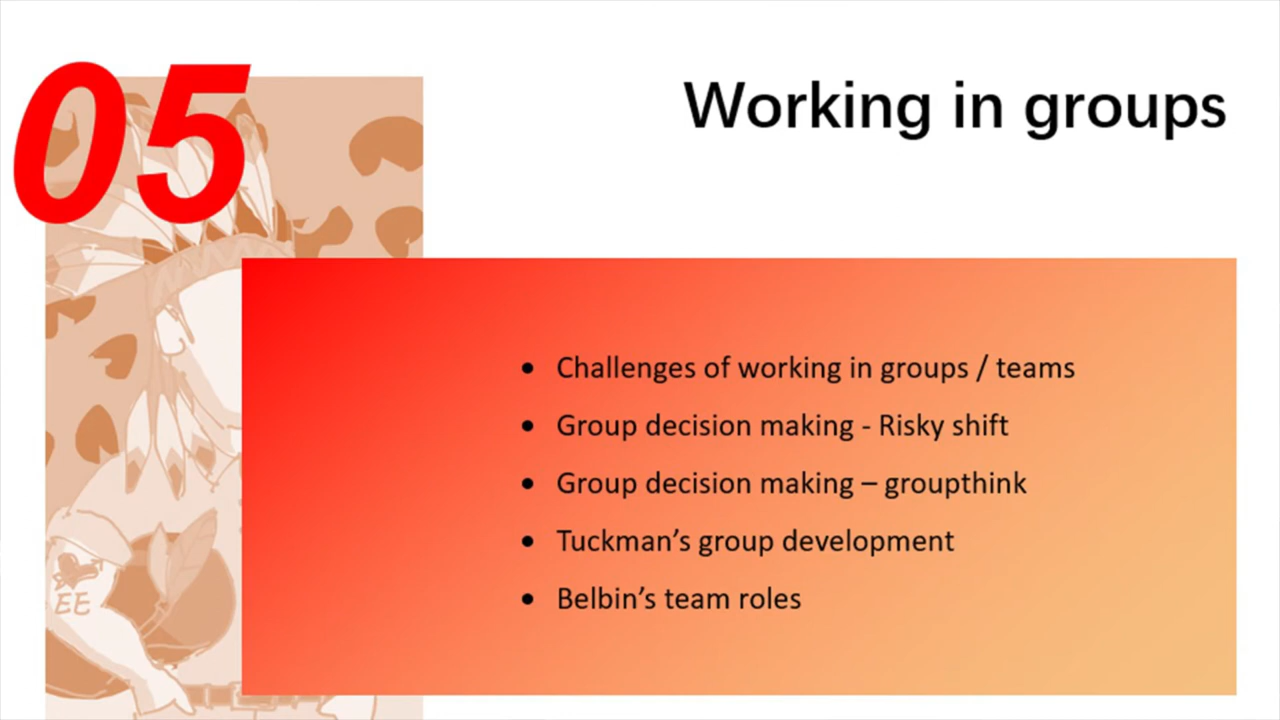 05
Working in groups
• Challenges of working in groups / teams
• Group decision making - Risky shift
• Group decision making – groupthink
• Tuckman’s group development
• Belbin’s team roles
EE